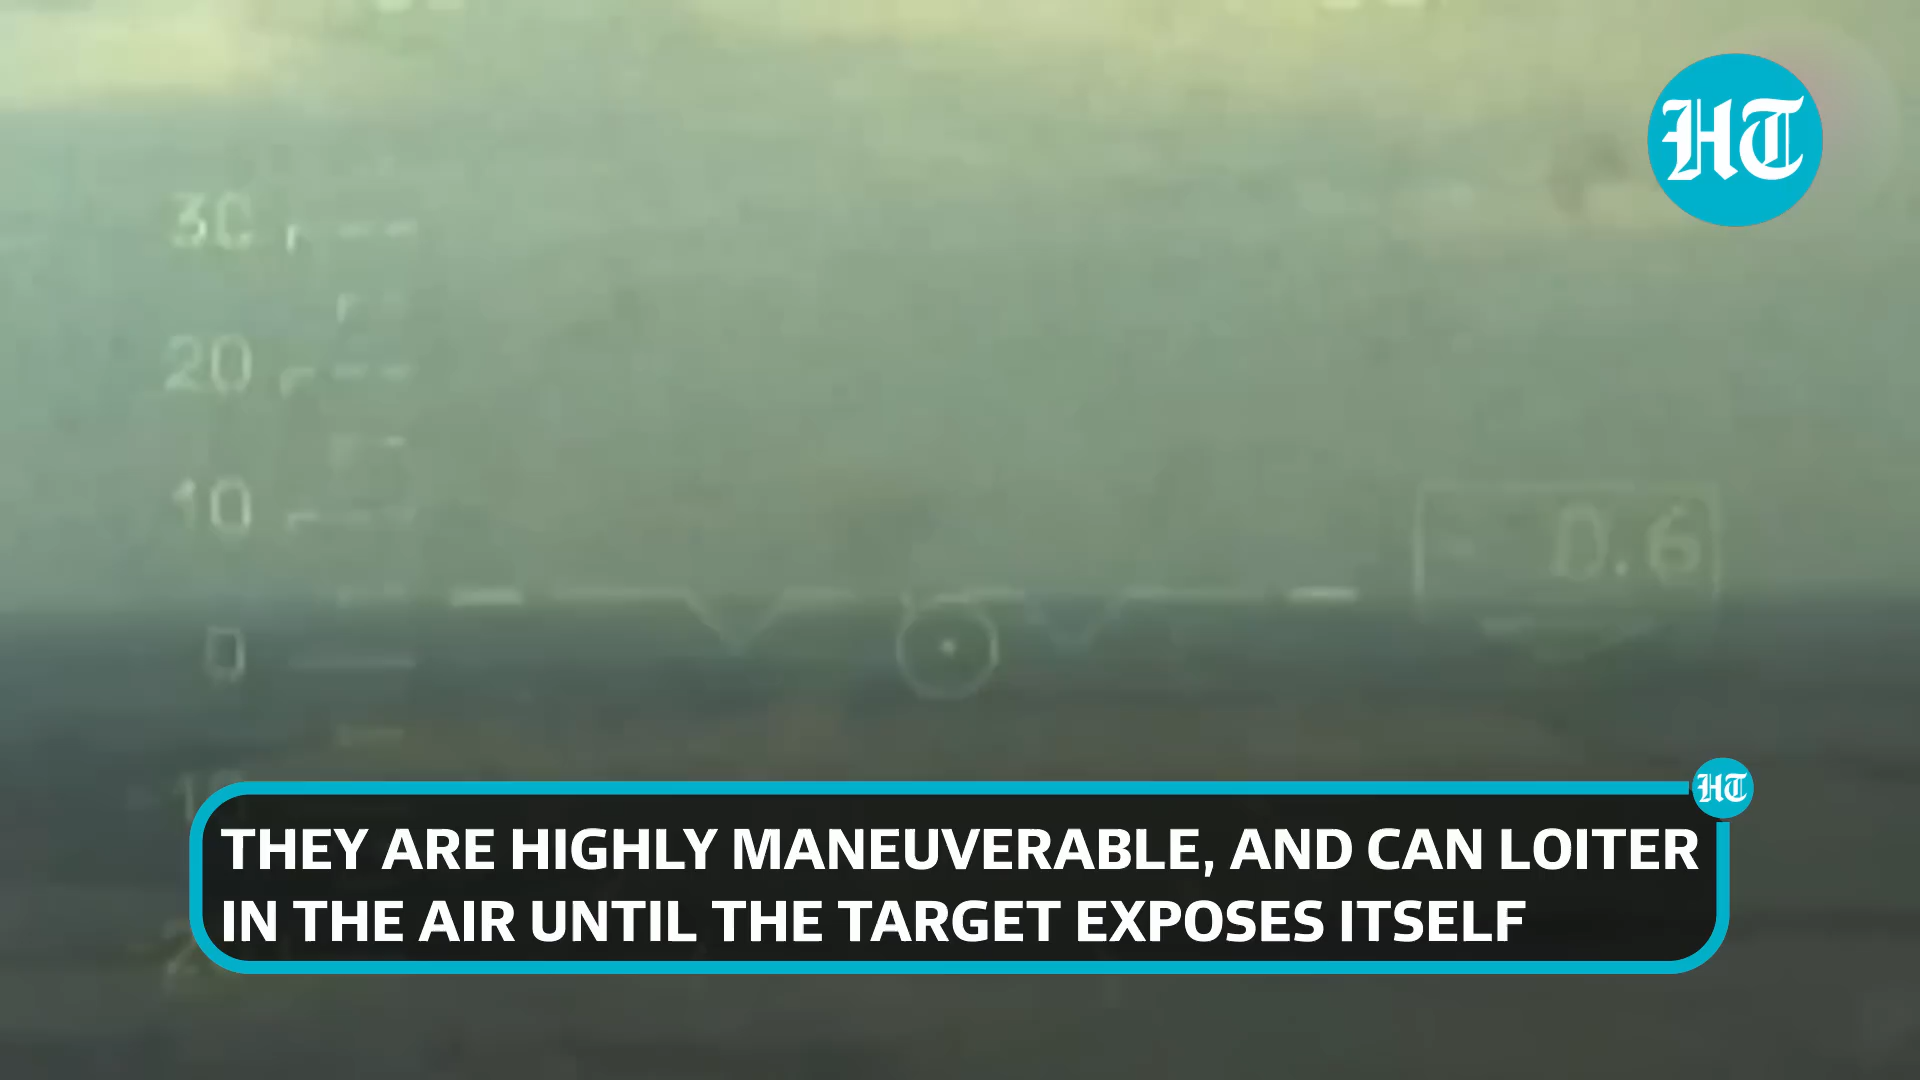 HT
30
20
10
0.6
0
HT
THEY ARE HIGHLY MANEUVERABLE, AND CAN LOITER
IN THE AIR UNTIL THE TARGET EXPOSES ITSELF